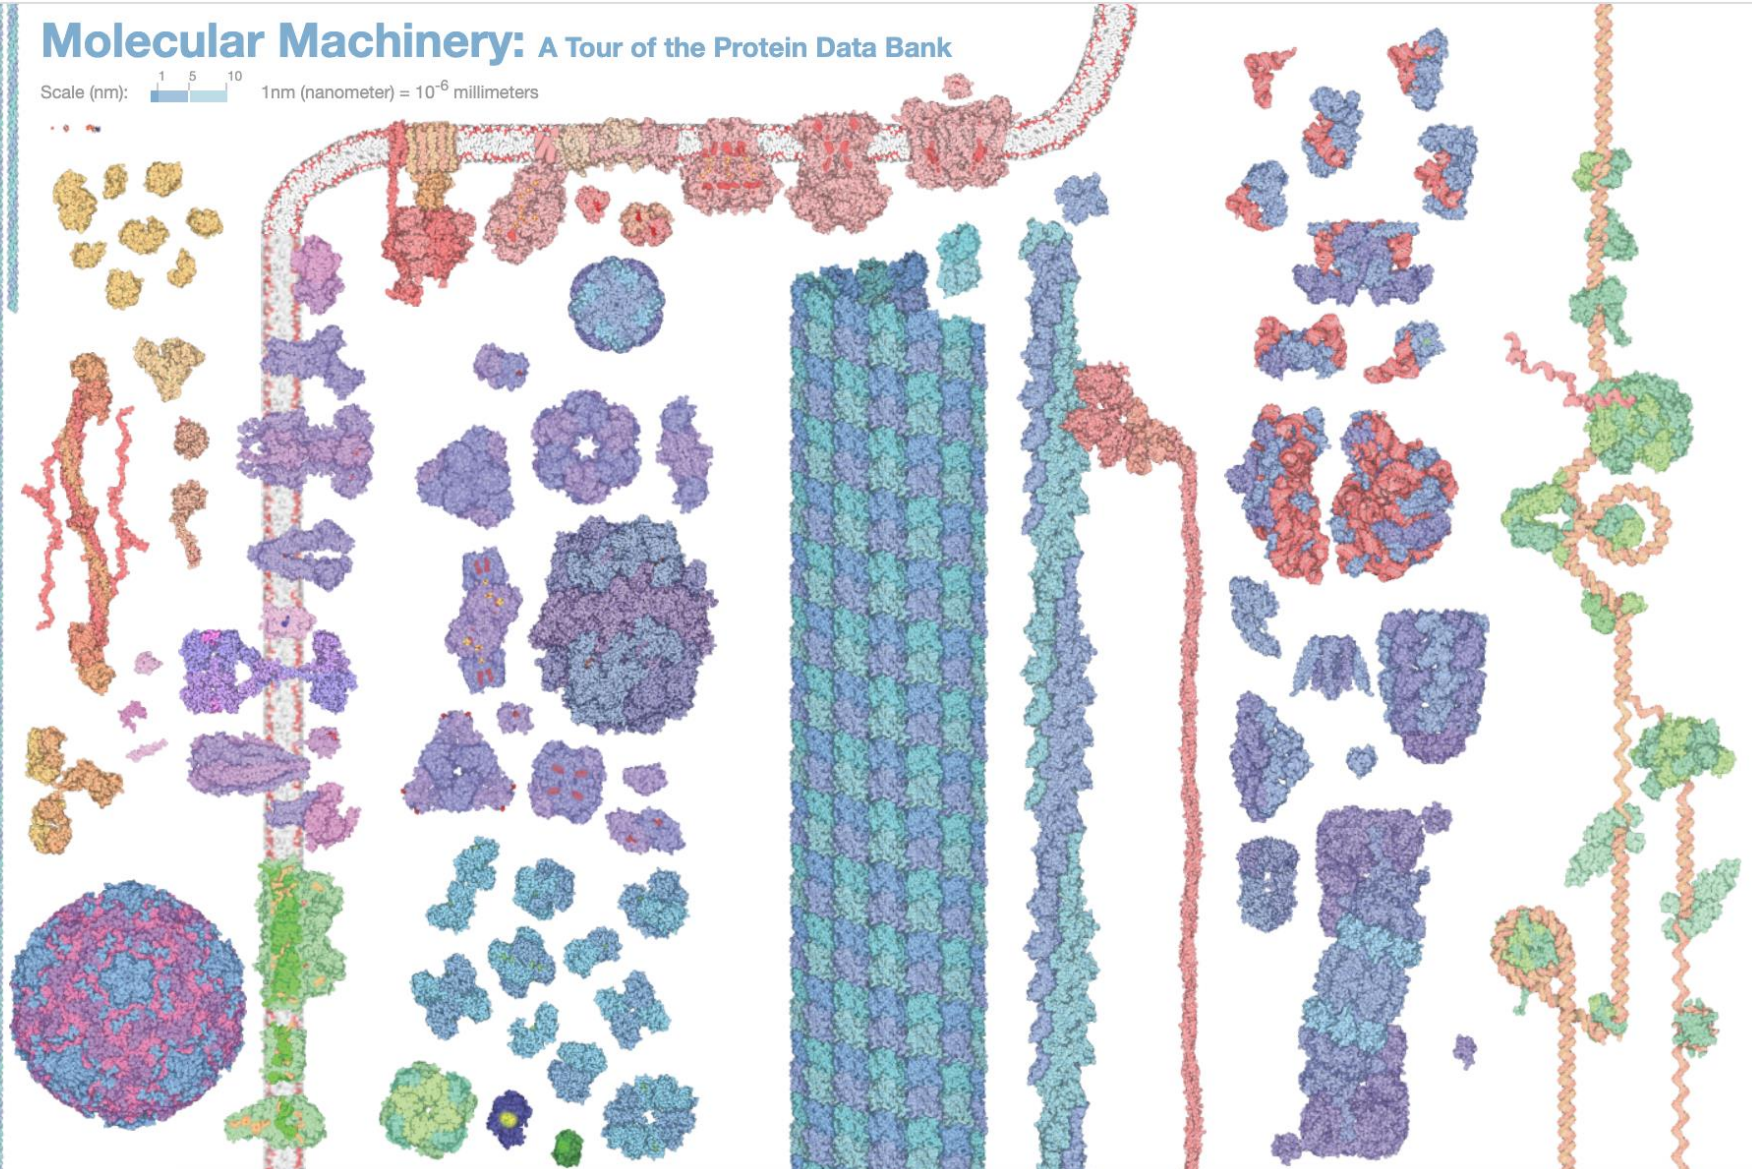 Molecular Machinery: A Tour of the Protein Data Bank
1 5 10
Scale (nm): 1nm (nanometer) = 10⁻⁶ millimeters